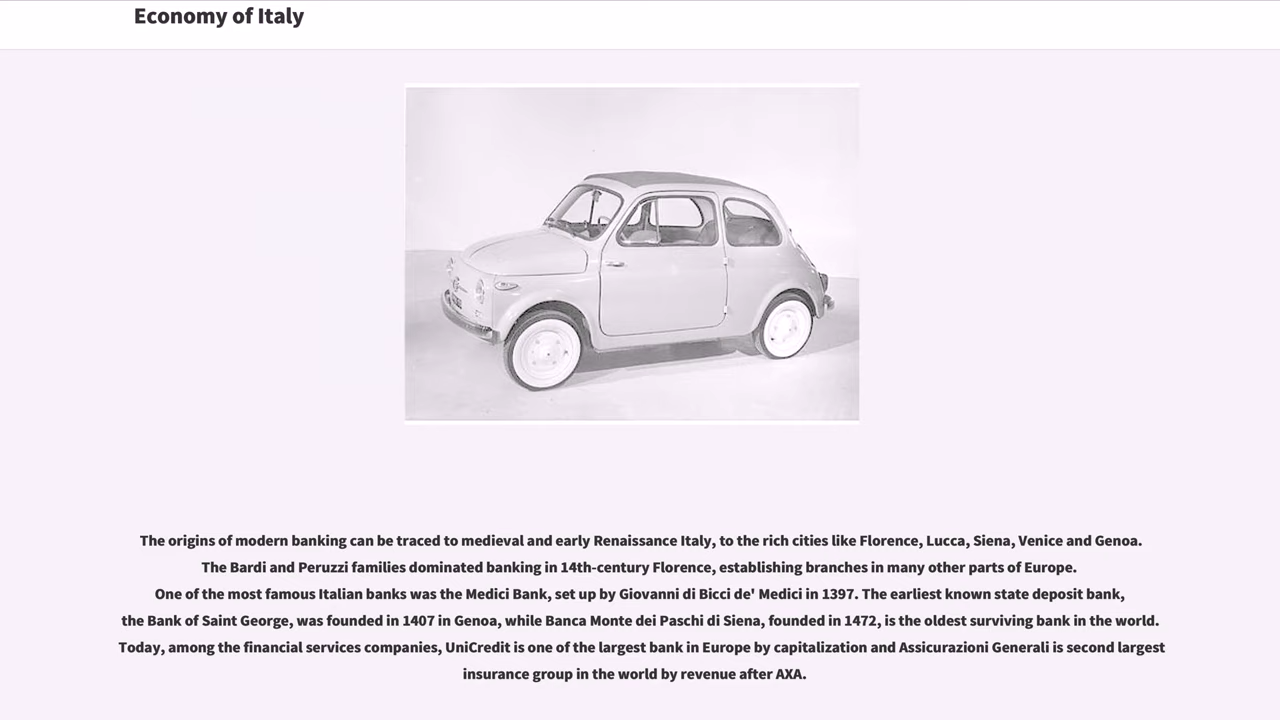 Economy of Italy
The origins of modern banking can be traced to medieval and early Renaissance Italy, to the rich cities like Florence, Lucca, Siena, Venice and Genoa.
The Bardi and Peruzzi families dominated banking in 14th-century Florence, establishing branches in many other parts of Europe.
One of the most famous Italian banks was the Medici Bank, set up by Giovanni di Bicci de' Medici in 1397. The earliest known state deposit bank,
the Bank of Saint George, was founded in 1407 in Genoa, while Banca Monte dei Paschi di Siena, founded in 1472, is the oldest surviving bank in the world.
Today, among the financial services companies, UniCredit is one of the largest bank in Europe by capitalization and Assicurazioni Generali is second largest
insurance group in the world by revenue after AXA.